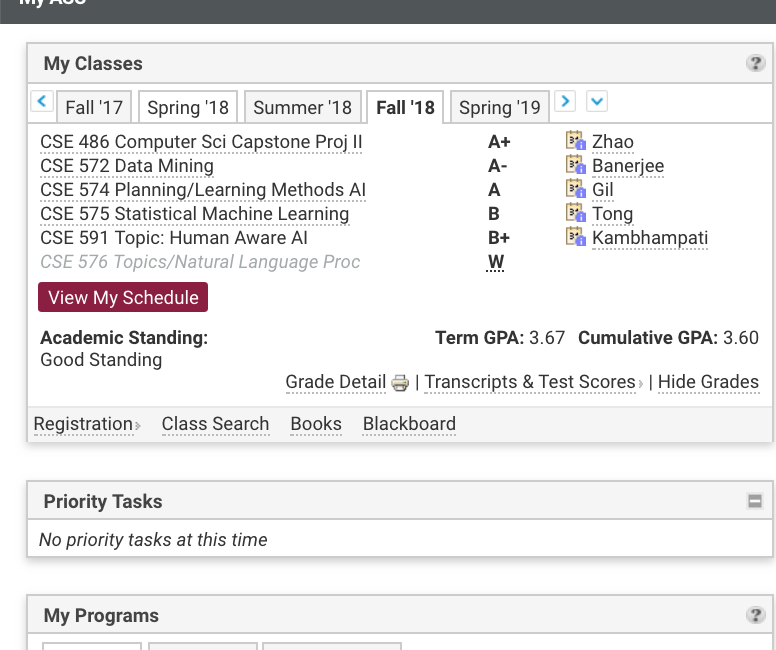 My ASU
My Classes ?
Fall '17 Spring '18 Summer '18 Fall '18 Spring '19
CSE 486 Computer Sci Capstone Proj II A+ Zhao
CSE 572 Data Mining A- Banerjee
CSE 574 Planning/Learning Methods AI A Gil
CSE 575 Statistical Machine Learning B Tong
CSE 591 Topic: Human Aware AI B+ Kambhampati
CSE 576 Topics/Natural Language Proc W
View My Schedule
Academic Standing: Term GPA: 3.67 Cumulative GPA: 3.60
Good Standing
Grade Detail | Transcripts & Test Scores | Hide Grades
Registration Class Search Books Blackboard
Priority Tasks
No priority tasks at this time
My Programs ?